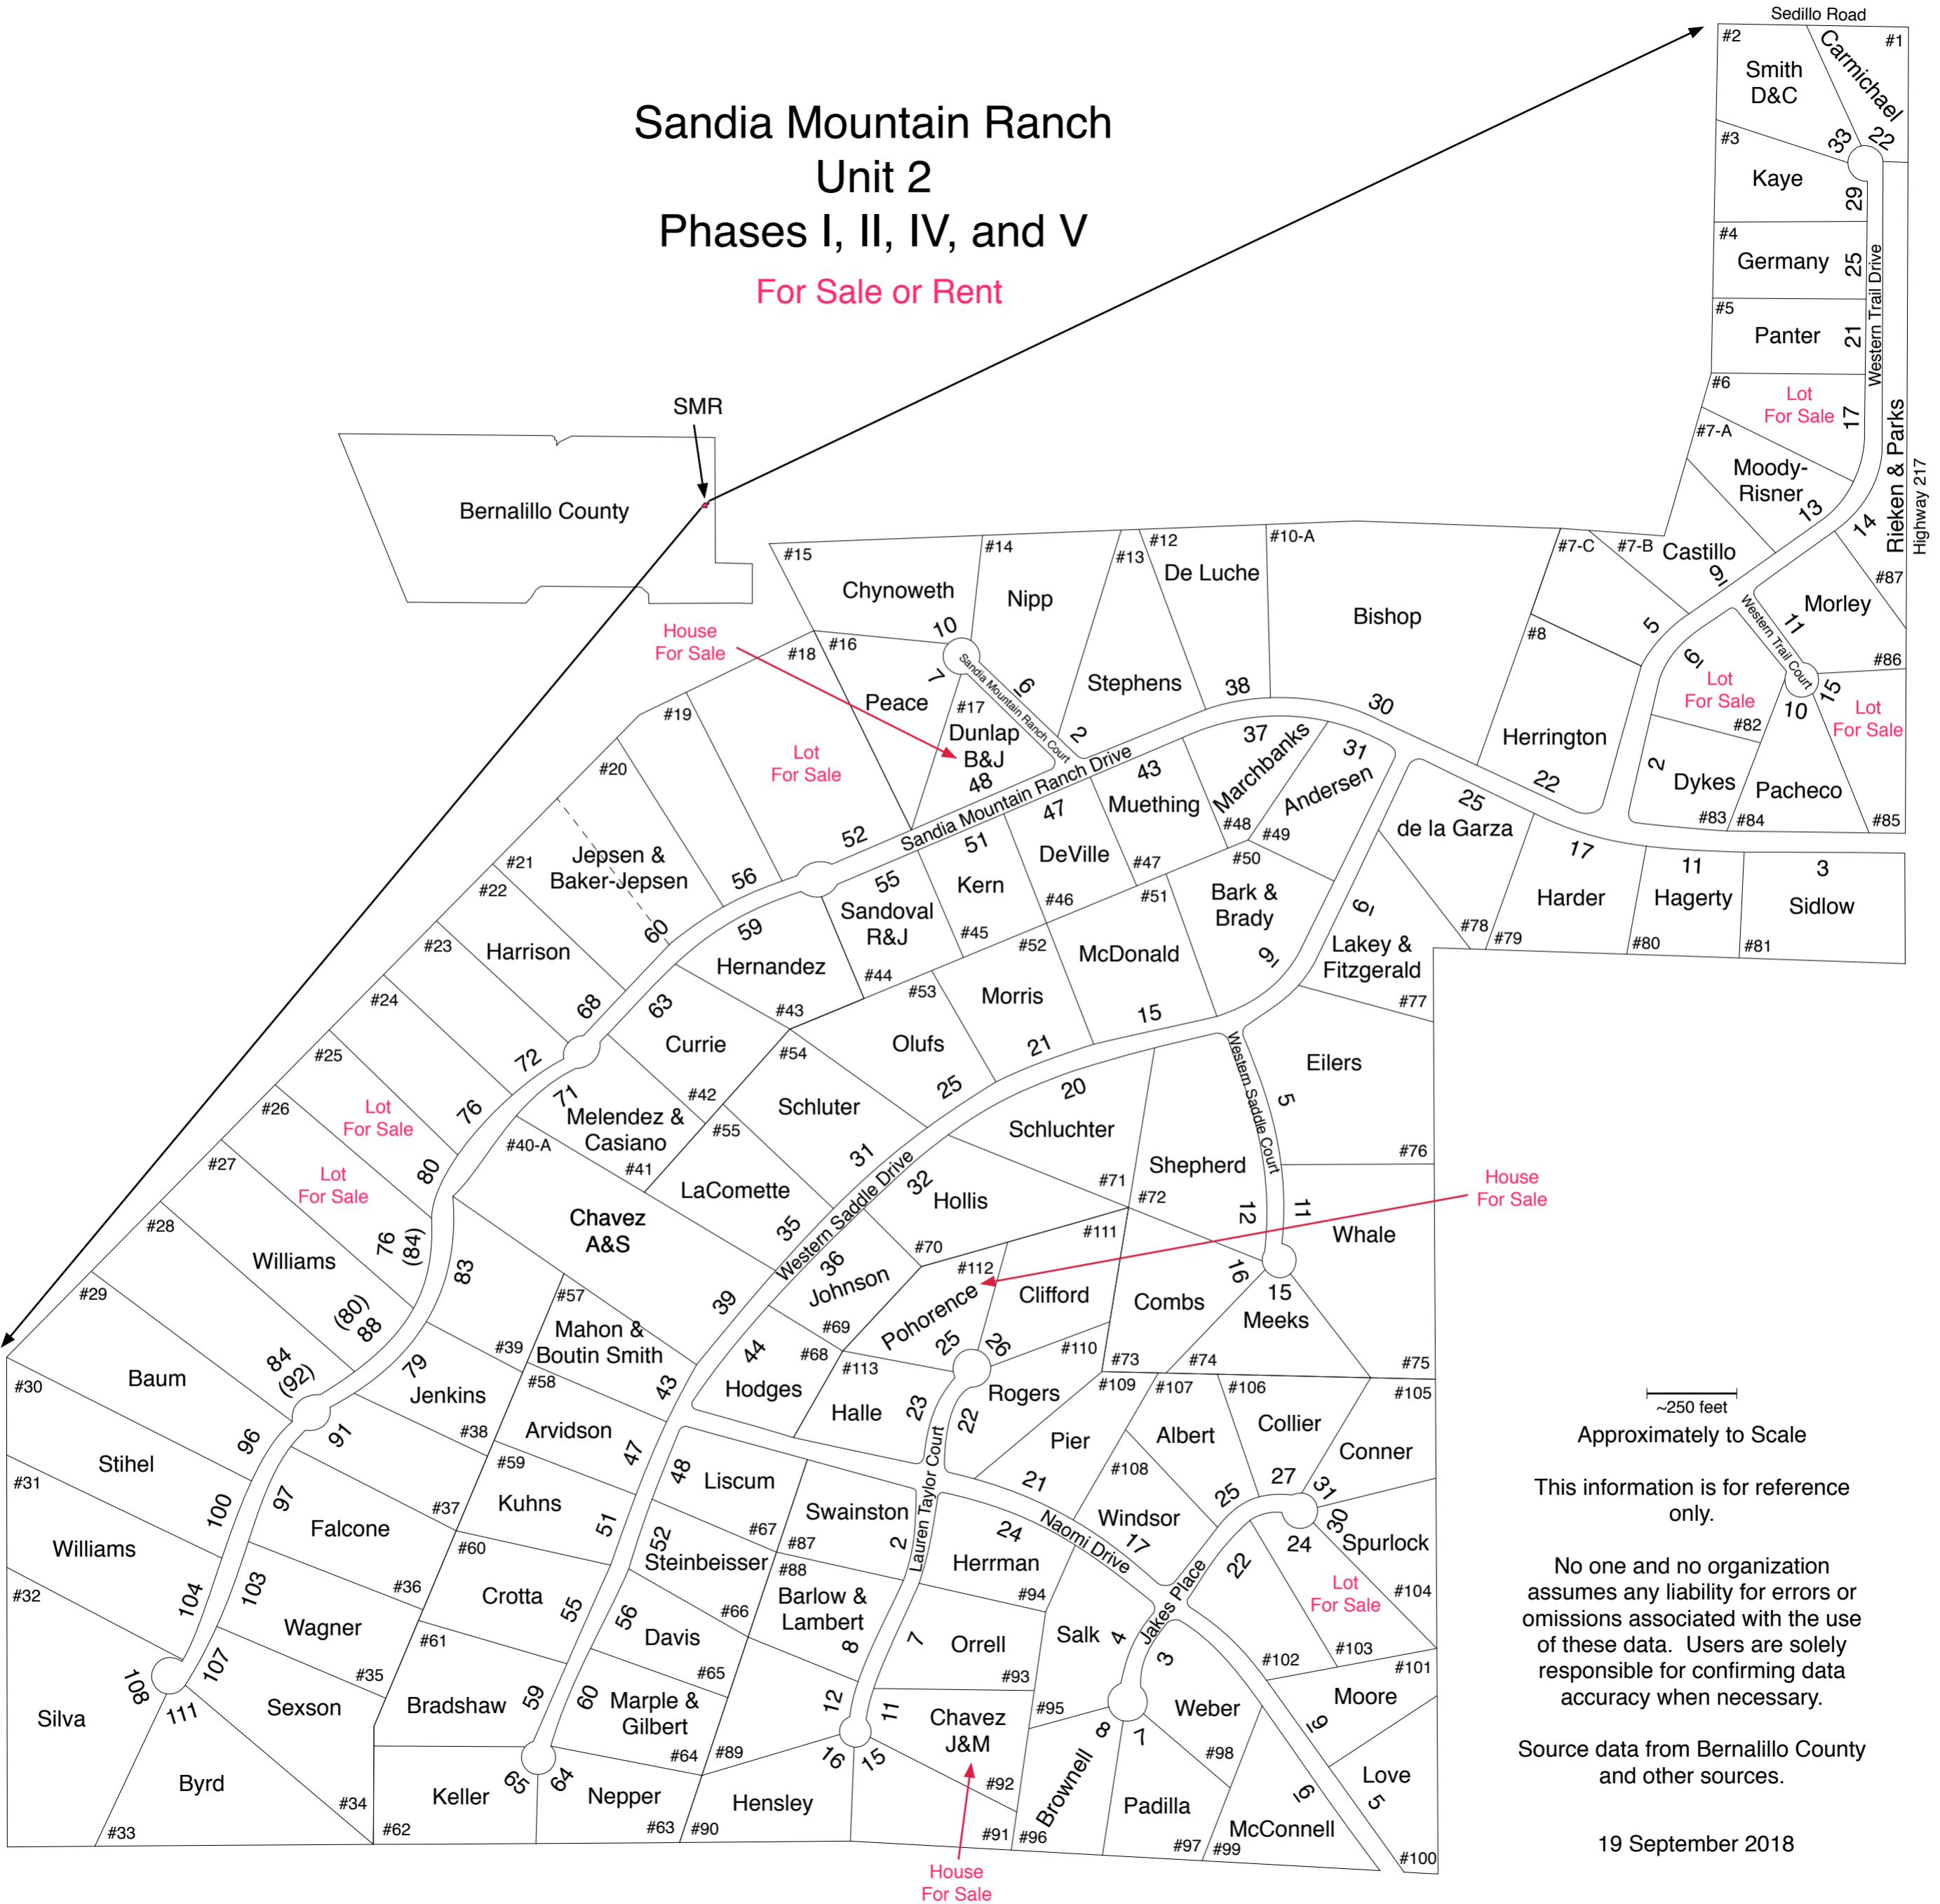 Sedillo Road
Sandia Mountain Ranch
Unit 2
Phases I, II, IV, and V
For Sale or Rent
SMR
Bernalillo County
#2
Smith
D&C
33
#1
Carmichael
22
#3
Kaye
29
#4
Germany
25
#5
Panter
21
Western Trail Drive
#6
Lot
For Sale
17
#7-A
Moody-
Risner
13
14
Rieken & Parks
Highway 217
#87
#7-B
Castillo
9
#7-C
5
Western Trail Court
11
Morley
#86
15
Lot
For Sale
#85
6
Lot
For Sale
#82
10
Pacheco
#84
2
Dykes
#83
#8
Herrington
22
#10-A
Bishop
30
#12
De Luche
38
#13
Stephens
2
#14
Nipp
6
#15
Chynoweth
10
Sandia Mountain Ranch Court
#16
Peace
7
#17
Dunlap
B&J
48
House
For Sale
#18
Lot
For Sale
52
Sandia Mountain Ranch Drive
#19
56
#20
Jepsen &
Baker-Jepsen
60
#21
#22
Harrison
68
#23
72
#24
76
#25
Lot
For Sale
80
#26
Lot
For Sale
76
(84)
#27
Williams
(80)
88
#28
84
(92)
#29
Baum
96
#30
Stihel
100
#31
Williams
104
#32
Silva
108
111
Byrd
#33
107
Sexson
#34
103
Wagner
#35
97
Falcone
#36
91
#37
79
Jenkins
#38
83
#39
#40-A
Chavez
A&S
39
71
Melendez &
Casiano
#41
63
Currie
#42
59
Hernandez
#43
55
Sandoval
R&J
#44
51
Kern
#45
47
DeVille
#46
43
Muething
#47
37
Marchbanks
#48
31
Andersen
#49
#50
Bark &
Brady
9
#51
McDonald
15
#52
Morris
21
#53
Olufs
25
#54
Schluter
31
#55
LaComette
35
Western Saddle Drive
#57
Mahon &
Boutin Smith
43
#58
Arvidson
47
#59
Kuhns
51
#60
Crotta
55
#61
Bradshaw
59
#62
Keller
65
64
Nepper
#63
60
Marple &
Gilbert
#64
56
Davis
#65
52
Steinbeisser
#66
48
Liscum
#67
44
Hodges
#68
36
Johnson
#69
32
Hollis
#70
20
Schluchter
#71
Shepherd
12
#72
Western Saddle Court
16
Combs
#73
15
Meeks
#74
11
Whale
#75
5
Eilers
#76
6
Lakey &
Fitzgerald
#77
25
de la Garza
#78
17
Harder
#79
11
Hagerty
#80
3
Sidlow
#81
House
For Sale
#111
Clifford
26
#112
Pohorence
25
#113
Halle
23
#110
Rogers
22
Lauren Taylor Court
#109
Pier
21
#107
Albert
25
#106
Collier
27
#105
Conner
31
#108
Windsor
17
Naomi Drive
30
Spurlock
#104
24
Lot
For Sale
#103
22
#102
Jakes Place
Swainston
2
#87
#88
Barlow &
Lambert
8
#89
12
16
Hensley
#90
15
#91
11
Chavez
J&M
#92
House
For Sale
7
Orrell
#93
24
Herrman
#94
Salk
4
#95
8
Brownell
#96
7
Padilla
#97
3
Weber
#98
6
McConnell
#99
#101
Moore
9
Love
5
#100
~250 feet
Approximately to Scale
This information is for reference
only.
No one and no organization
assumes any liability for errors or
omissions associated with the use
of these data. Users are solely
responsible for confirming data
accuracy when necessary.
Source data from Bernalillo County
and other sources.
19 September 2018